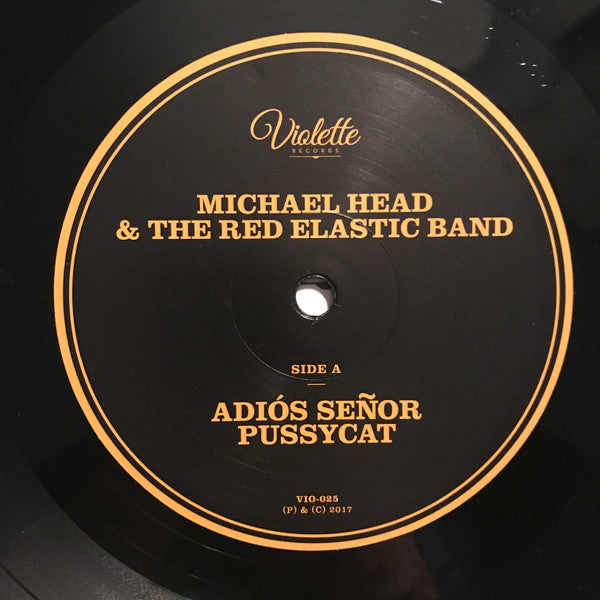 Violette
RECORDS
MICHAEL HEAD
& THE RED ELASTIC BAND
SIDE A
ADIÓS SEÑOR
PUSSYCAT
VIO-025
(P) & (C) 2017